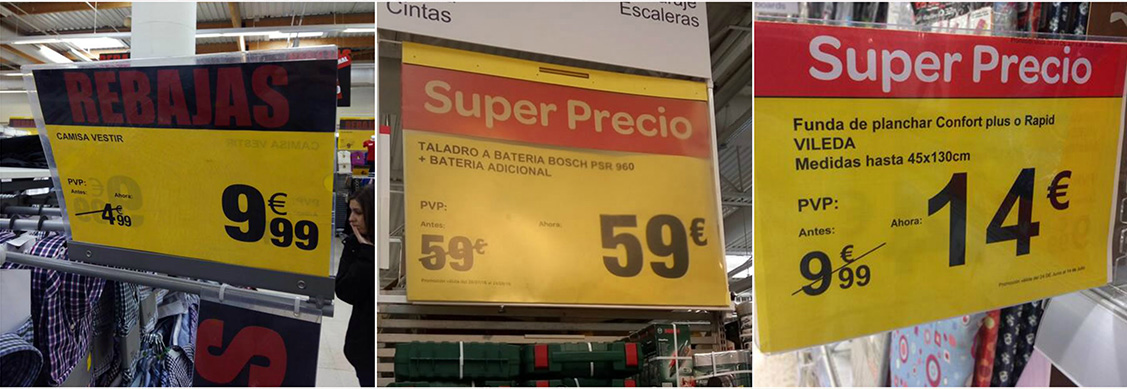 REBAJAS
CAMISA VESTIR
PVP:
Antes: Ahora:
4,99 9€99
S
Cintas
Escaleras
Super Precio
TALADRO A BATERIA BOSCH PSR 960
+ BATERIA ADICIONAL
PVP:
Antes: Ahora:
59€ 59€
Super Precio
Funda de planchar Confort plus o Rapid
VILEDA
Medidas hasta 45x130cm
PVP:
Antes: Ahora:
9€99 14€